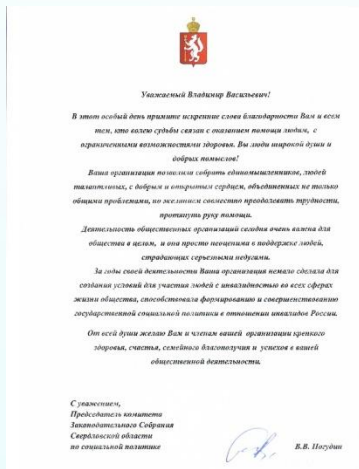 Уважаемый Владимир Васильевич!
В этот особый день примите искренние слова благодарности Вам и всем
тем, кто волею судьбы связан с оказанием помощи людям, с
ограниченными возможностями здоровья. Вы люди широкой души и
добрых помыслов!
Ваша организация позволила собрать единомышленников, людей
талантливых, с добрым и открытым сердцем, объединенных не только
общими проблемами, но желанием совместно преодолевать трудности,
протянуть руку помощи.
Деятельность общественных организаций сегодня очень важна для
общества в целом, и она просто неоценима в поддержке людей,
страдающих серьезными недугами.
За годы своей деятельности Ваша организация немало сделала для
создания условий для участия людей с инвалидностью во всех сферах
жизни общества, способствовала формированию и совершенствованию
государственной Социальной политики в отношении инвалидов России.
От всей души желаю Вам и членам вашей организации крепкого
здоровья, счастья, семейного благополучия и успехов в вашей
общественной деятельности.
С уважением,
Председатель комитета
Законодательного Собрания
Свердловской области
по социальной политике
В.В. Погудин